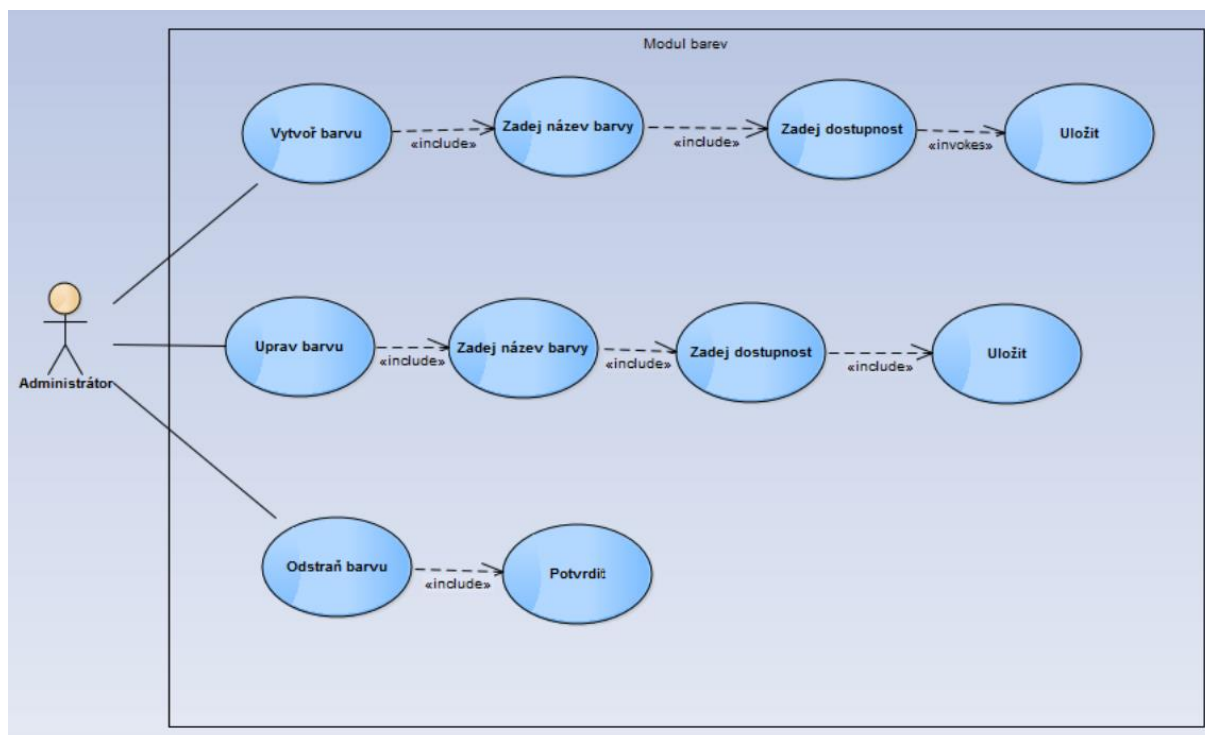 Modul barev
Vytvoř barvu
«include»
Zadej název barvy
«include»
Zadej dostupnost
«invokes»
Uložit
Administrátor
Uprav barvu
«include»
Zadej název barvy
«include»
Zadej dostupnost
«include»
Uložit
Odstraň barvu
«include»
Potvrdit